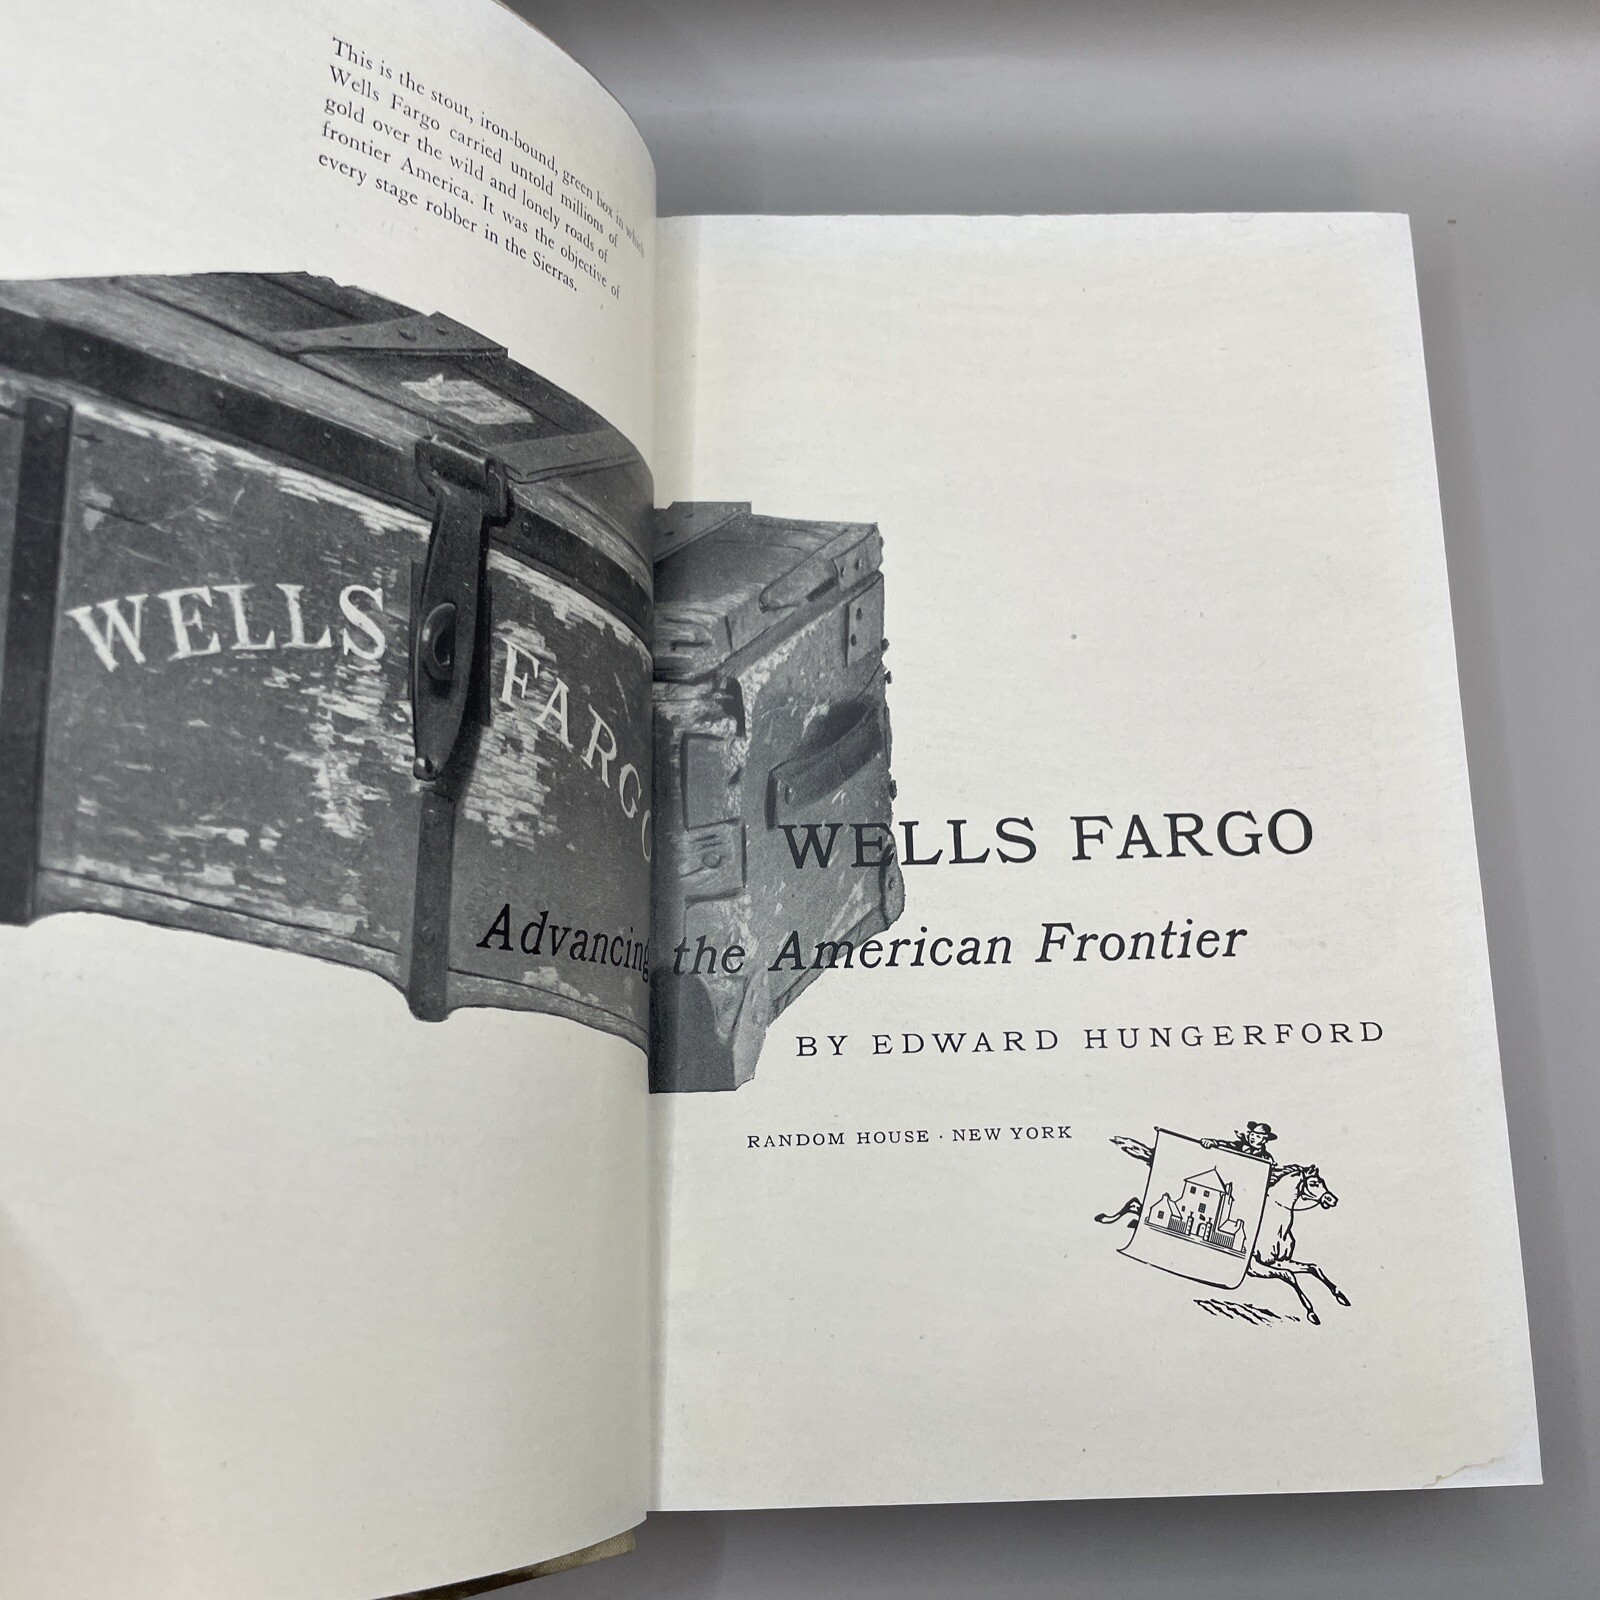 This is the stout, iron-bound, green box in which
Wells Fargo carried untold millions of
gold over the wild and lonely roads of
frontier America. It was the objective of
every stage robber in the Sierras.
WELLS FARGO
WELLS FARGO
Advancing the American Frontier
BY EDWARD HUNGERFORD
RANDOM HOUSE · NEW YORK